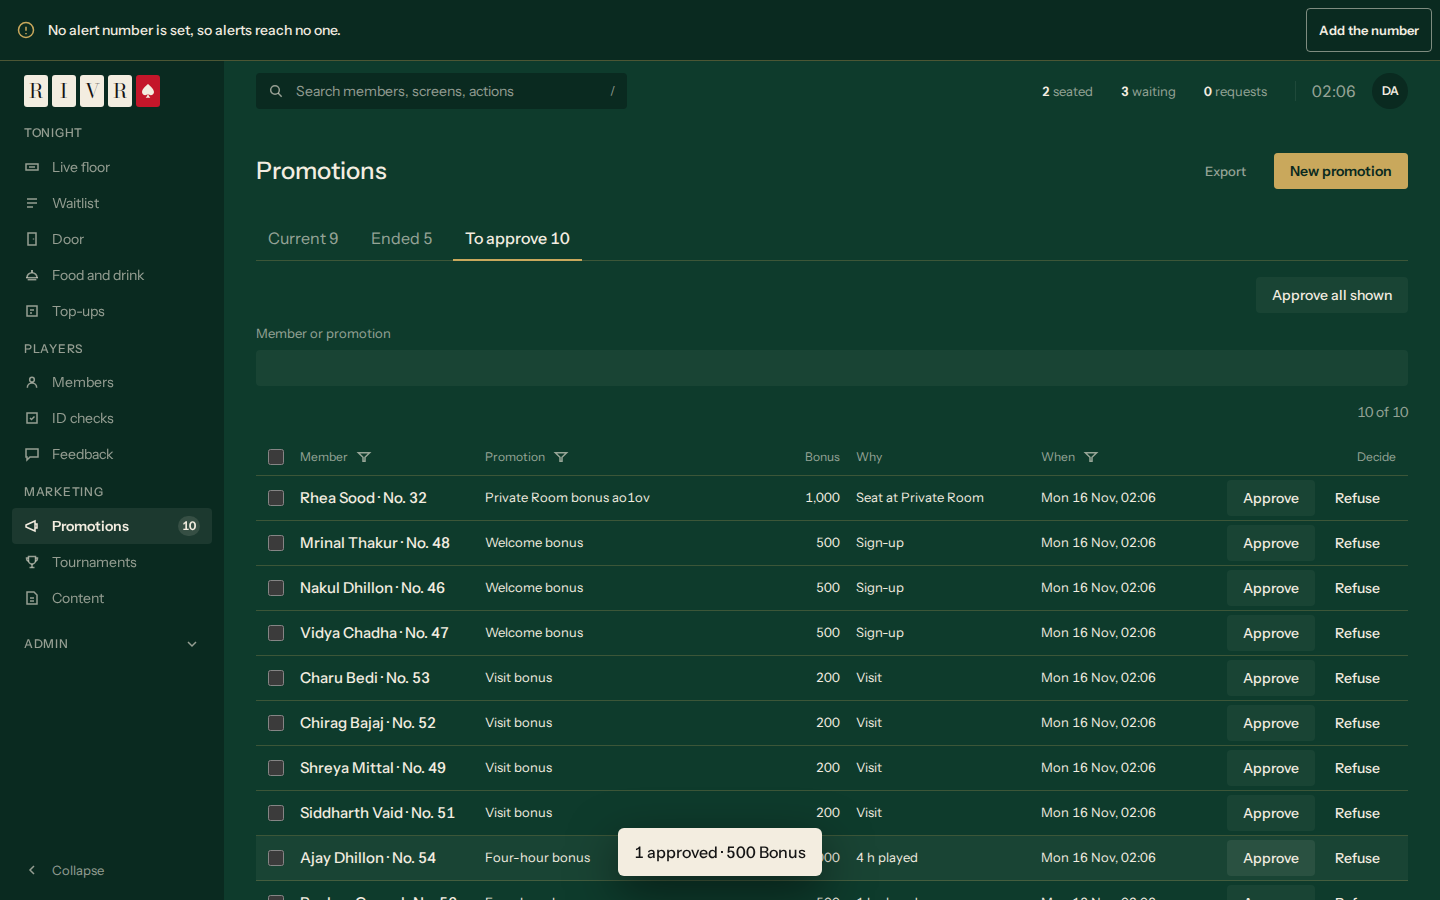 No alert number is set, so alerts reach no one.
Add the number
R I V R
Search members, screens, actions /
2 seated 3 waiting 0 requests 02:06 DA
TONIGHT
Live floor
Waitlist
Door
Food and drink
Top-ups
PLAYERS
Members
ID checks
Feedback
MARKETING
Promotions 10
Tournaments
Content
ADMIN
Collapse
Promotions
Export
New promotion
Current 9 Ended 5 To approve 10
Approve all shown
Member or promotion
10 of 10
Member Promotion Bonus Why When Decide
Rhea Sood · No. 32 Private Room bonus ao1ov 1,000 Seat at Private Room Mon 16 Nov, 02:06 Approve Refuse
Mrinal Thakur · No. 48 Welcome bonus 500 Sign-up Mon 16 Nov, 02:06 Approve Refuse
Nakul Dhillon · No. 46 Welcome bonus 500 Sign-up Mon 16 Nov, 02:06 Approve Refuse
Vidya Chadha · No. 47 Welcome bonus 500 Sign-up Mon 16 Nov, 02:06 Approve Refuse
Charu Bedi · No. 53 Visit bonus 200 Visit Mon 16 Nov, 02:06 Approve Refuse
Chirag Bajaj · No. 52 Visit bonus 200 Visit Mon 16 Nov, 02:06 Approve Refuse
Shreya Mittal · No. 49 Visit bonus 200 Visit Mon 16 Nov, 02:06 Approve Refuse
Siddharth Vaid · No. 51 Visit bonus 200 Visit Mon 16 Nov, 02:06 Approve Refuse
Ajay Dhillon · No. 54 Four-hour bonus 4 h played Mon 16 Nov, 02:06 Approve Refuse
1 approved · 500 Bonus